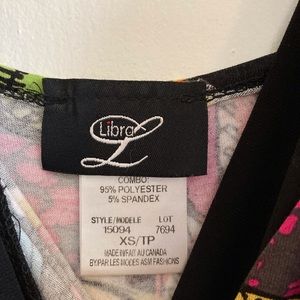 Libra
L
COMBO:
95% POLYESTER
5% SPANDEX
STYLE/MODELE LOT
15094 7694
XS/TP
MADE IN/FAIT AU CANADA
BY/PAR LES MODES ASM FASHIONS